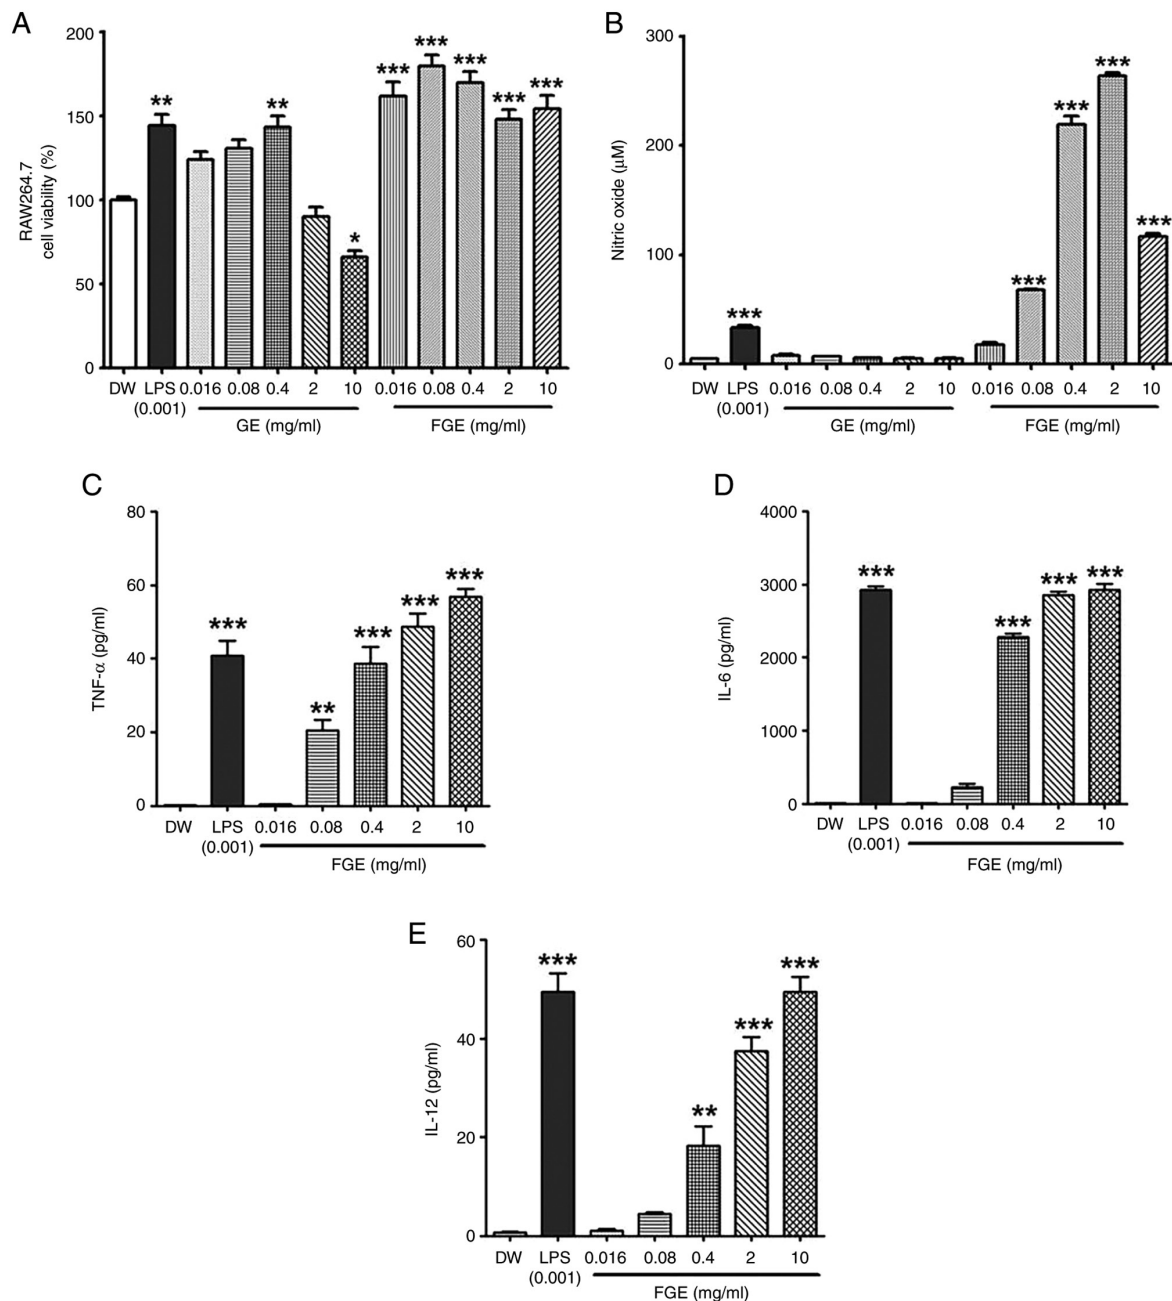 A
RAW264.7
cell viability (%)
200
150
100
50
0
**
**
*
***
***
***
***
***
DW LPS 0.016 0.08 0.4 2 10 0.016 0.08 0.4 2 10
(0.001)
GE (mg/ml) FGE (mg/ml)
B
Nitric oxide (μM)
300
200
100
0
***
***
***
***
***
DW LPS 0.016 0.08 0.4 2 10 0.016 0.08 0.4 2 10
(0.001)
GE (mg/ml) FGE (mg/ml)
C
TNF-α (pg/ml)
80
60
40
20
0
***
**
***
***
***
DW LPS 0.016 0.08 0.4 2 10
(0.001)
FGE (mg/ml)
D
IL-6 (pg/ml)
4000
3000
2000
1000
0
***
***
***
***
DW LPS 0.016 0.08 0.4 2 10
(0.001)
FGE (mg/ml)
E
IL-12 (pg/ml)
60
40
20
0
***
**
***
***
DW LPS 0.016 0.08 0.4 2 10
(0.001)
FGE (mg/ml)